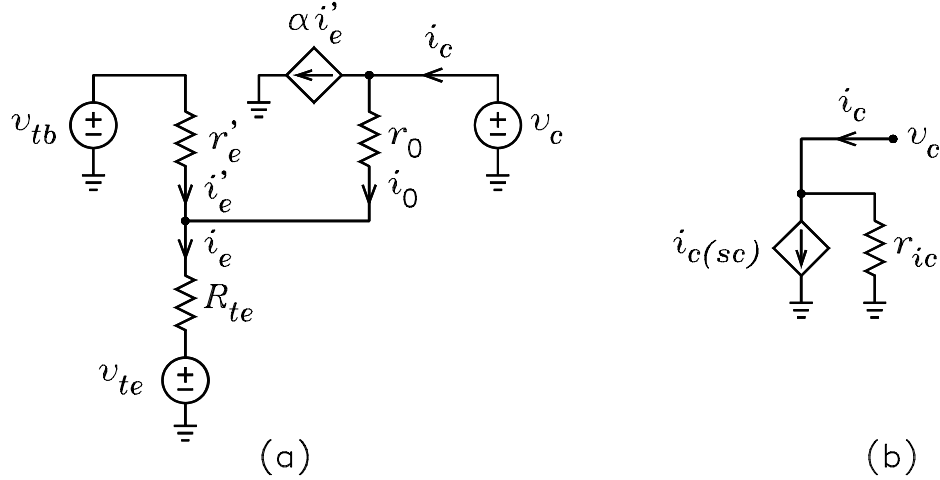 αi'e
ic
vtb
+
−
r'e
r0
+
−
vc
i'e
i0
ie
Rte
vte
+
−
(a)
ic
vc
ic(sc)
ric
(b)